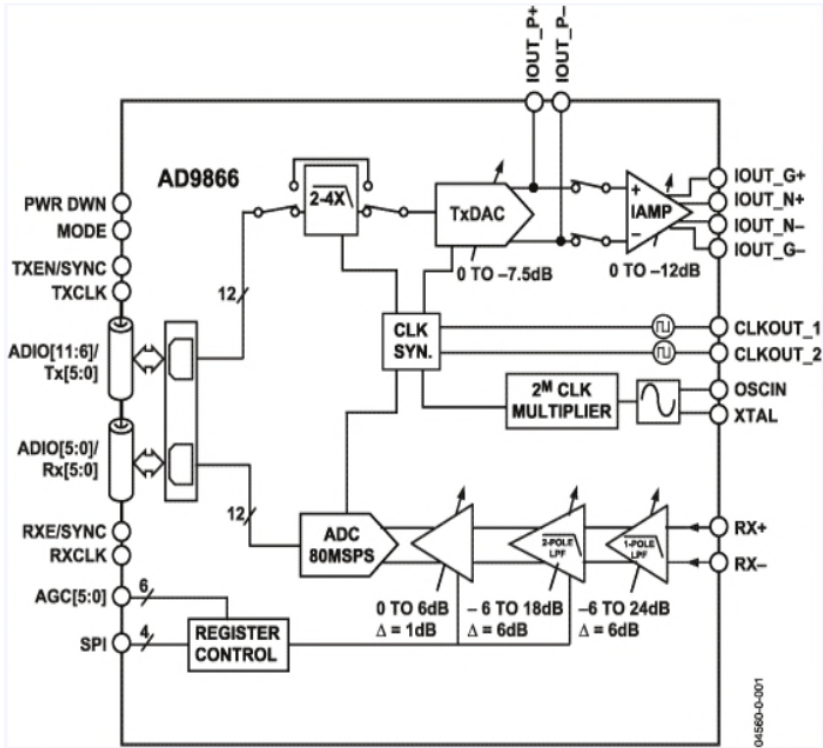 IOUT_P+
IOUT_P–
AD9866
PWR DWN
MODE
TXEN/SYNC
TXCLK
ADIO[11:6]/
Tx[5:0]
ADIO[5:0]/
Rx[5:0]
RXE/SYNC
RXCLK
AGC[5:0]
SPI
12
12
6
4
2-4X
TxDAC
0 TO –7.5dB
+
IAMP
–
0 TO –12dB
IOUT_G+
IOUT_N+
IOUT_N–
IOUT_G–
CLK
SYN.
CLKOUT_1
CLKOUT_2
2M CLK
MULTIPLIER
OSCIN
XTAL
ADC
80MSPS
2-POLE
LPF
1-POLE
LPF
RX+
RX–
0 TO 6dB
Δ = 1dB
– 6 TO 18dB
Δ = 6dB
–6 TO 24dB
Δ = 6dB
REGISTER
CONTROL
04560-0-001